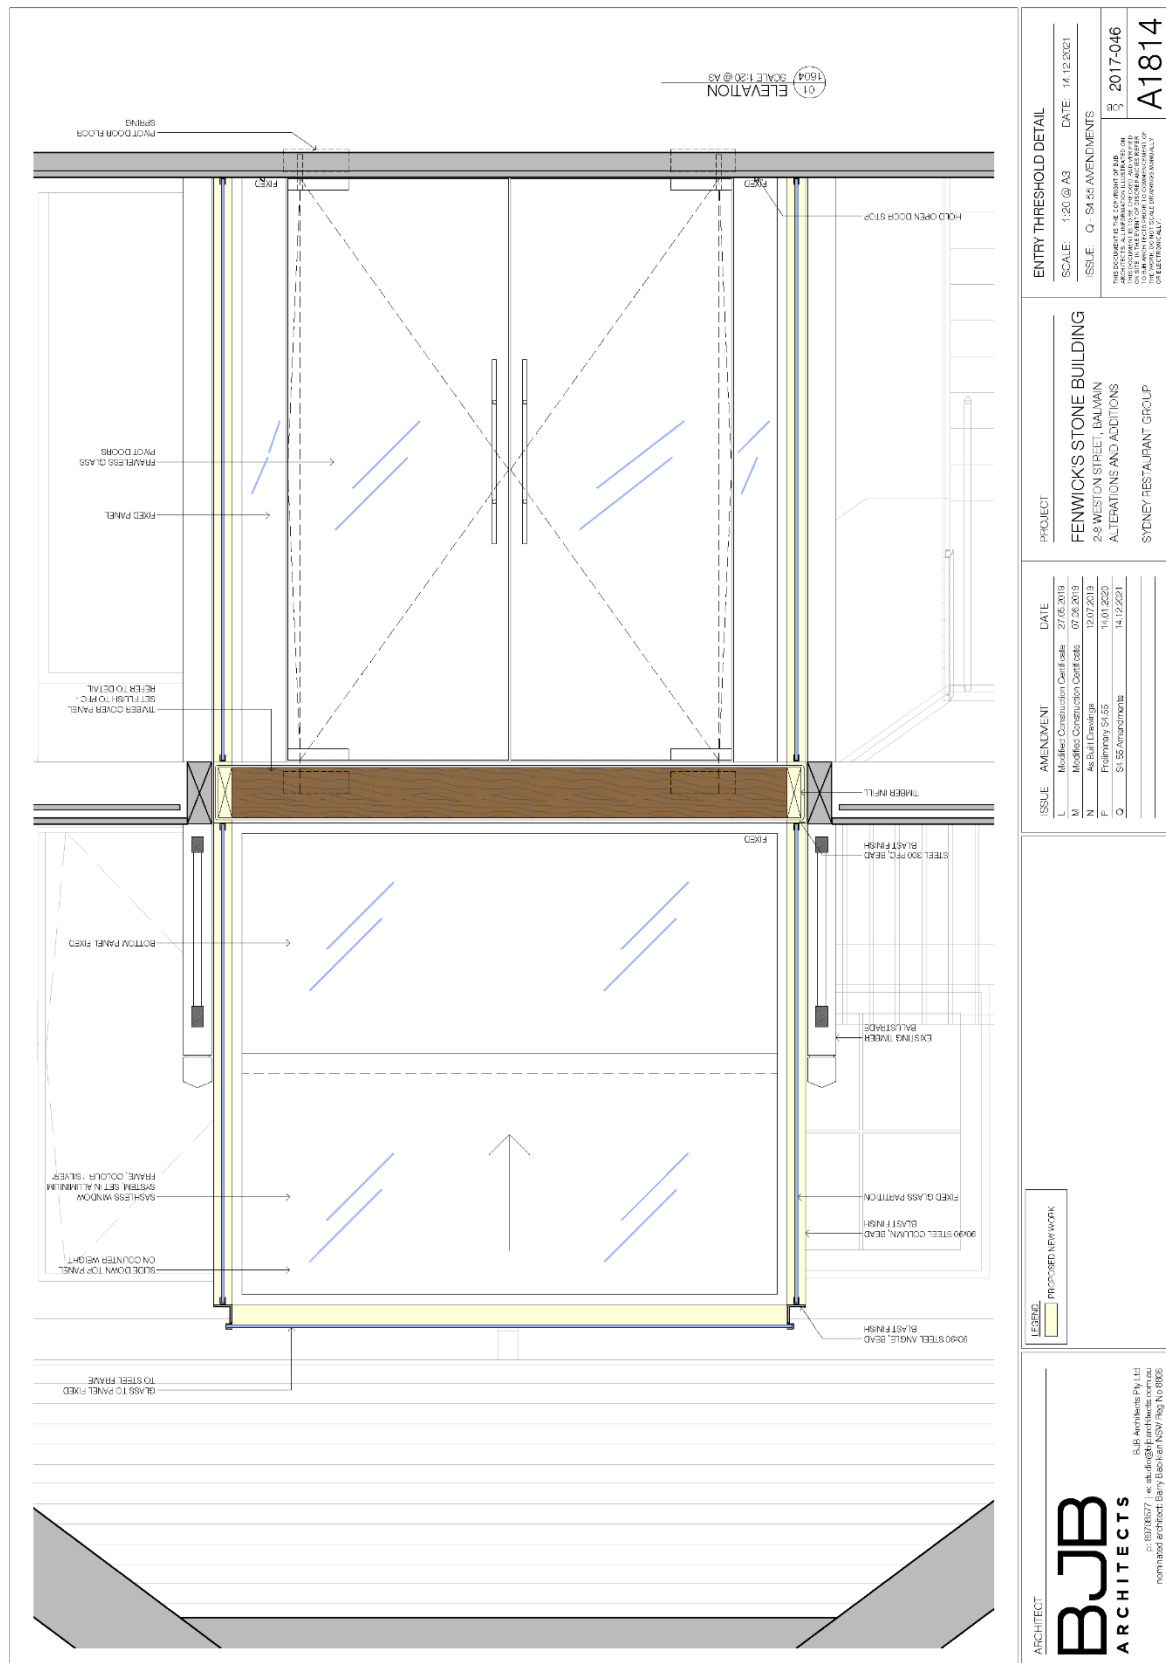 01
1604
ELEVATION
SCALE 1:20 @ A3
PIVOT DOOR FLOOR
SPRING
FIXED
FIXED
HOLD OPEN DOOR STOP
FRAMELESS GLASS
PIVOT DOORS
FIXED PANEL
TIMBER COVER PANEL
SET FLUSH TO PFC -
REFER TO DETAIL
TIMBER INFILL
STEEL 300 PFC, BEAD
BLAST FINISH
FIXED
BOTTOM PANEL FIXED
EXISTING TIMBER
BALUSTRADE
SASHLESS WINDOW
SYSTEM, SET IN ALUMINIUM
FRAME, COLOUR 'SILVER'
FIXED GLASS PARTITION
90x90 STEEL COLUMN, BEAD
BLAST FINISH
SLIDE DOWN TOP PANEL
ON COUNTER WEIGHT
90x90 STEEL ANGLE, BEAD
BLAST FINISH
GLASS TO PANEL FIXED
TO STEEL FRAME
ARCHITECT
BJB
ARCHITECTS
BJB Architects Pty Ltd
nominated architect: Barry Babikian NSW Reg No 8806
LEGEND
PROPOSED NEW WORK
ISSUE AMENDMENT DATE
L Modified Construction Certificate 27.05.2019
M Modified Construction Certificate 07.06.2019
N As Built Drawings 12.07.2019
P Preliminary S4.55 14.01.2020
Q S4.55 Amendments 14.12.2021
PROJECT
FENWICK'S STONE BUILDING
2-8 WESTON STREET, BALMAIN
ALTERATIONS AND ADDITIONS
SYDNEY RESTAURANT GROUP
ENTRY THRESHOLD DETAIL
SCALE: 1:20 @ A3 DATE: 14.12.2021
ISSUE: Q - S4.55 AMENDMENTS
2017-046
A1814